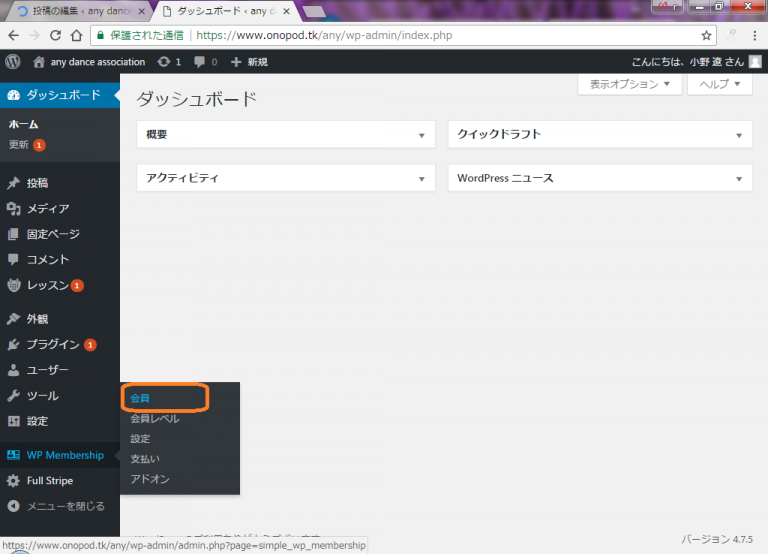 投稿の編集 ‹ any dance
ダッシュボード ‹ any d
保護された通信 | https://www.onopod.tk/any/wp-admin/index.php
any dance association 1 0 + 新規 こんにちは、小野 遼 さん
ダッシュボード
ホーム
更新 1
投稿
メディア
固定ページ
コメント
レッスン 1
外観
プラグイン 1
ユーザー
ツール
設定
WP Membership
Full Stripe
メニューを閉じる
会員
会員レベル
設定
支払い
アドオン
表示オプション ▼
ヘルプ ▼
ダッシュボード
概要
クイックドラフト
アクティビティ
WordPress ニュース
バージョン 4.7.5
https://www.onopod.tk/any/wp-admin/admin.php?page=simple_wp_membership